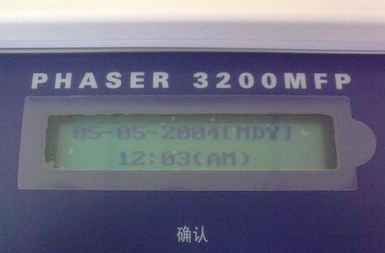 PHASER 3200MFP
05-05-2004[MDY]
12:03(AM)
确认